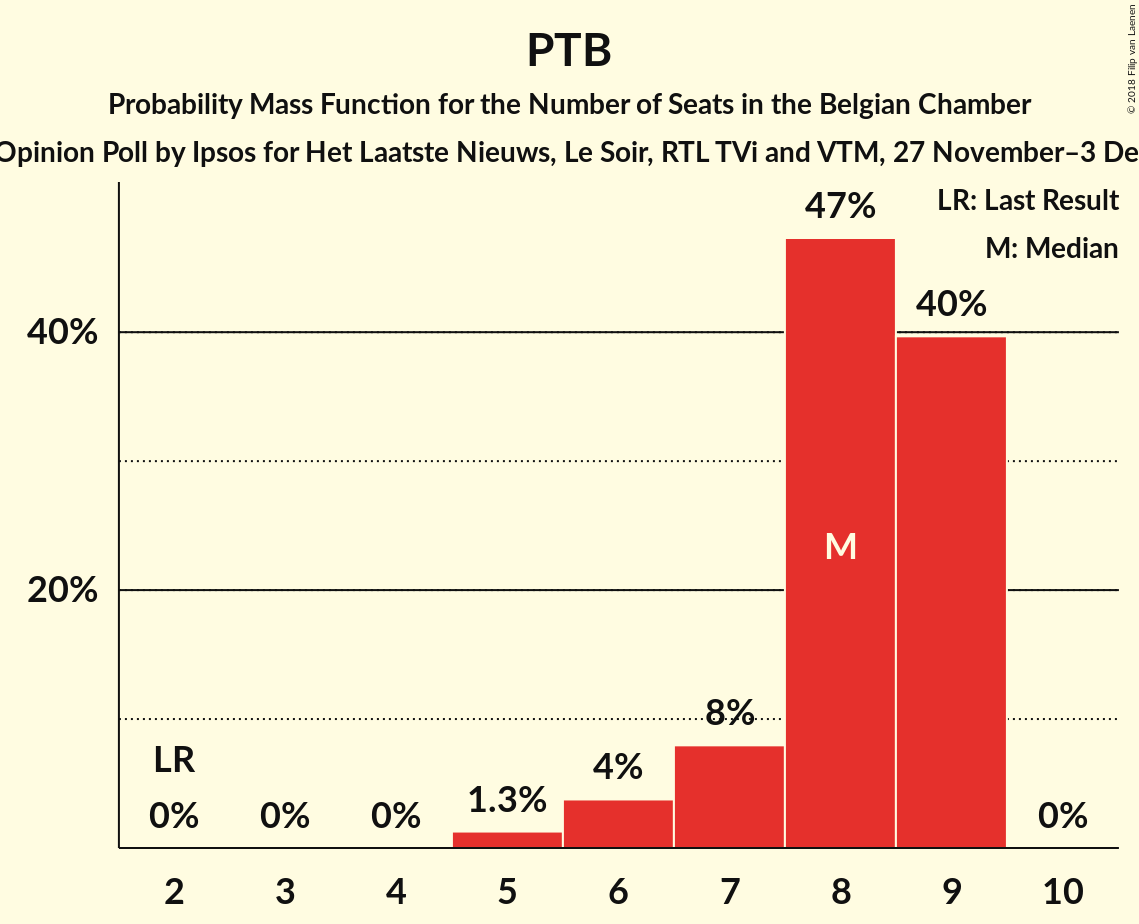 PTB
Probability Mass Function for the Number of Seats in the Belgian Chamber
Opinion Poll by Ipsos for Het Laatste Nieuws, Le Soir, RTL TVi and VTM, 27 November–3 De
© 2018 Filip van Laenen
LR: Last Result
M: Median
47%
40%
40%
M
20%
8%
LR
4%
1.3%
0%
0%
0%
0%
2
3
4
5
6
7
8
9
10